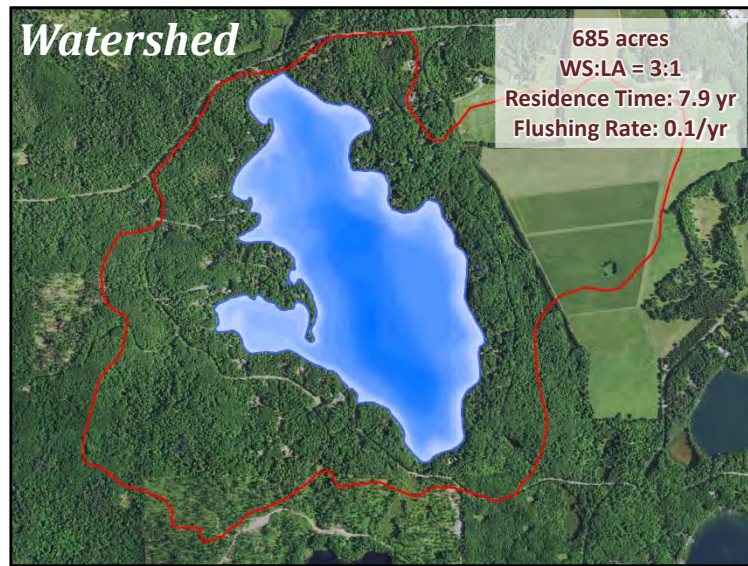 Watershed
685 acres
WS:LA = 3:1
Residence Time: 7.9 yr
Flushing Rate: 0.1/yr